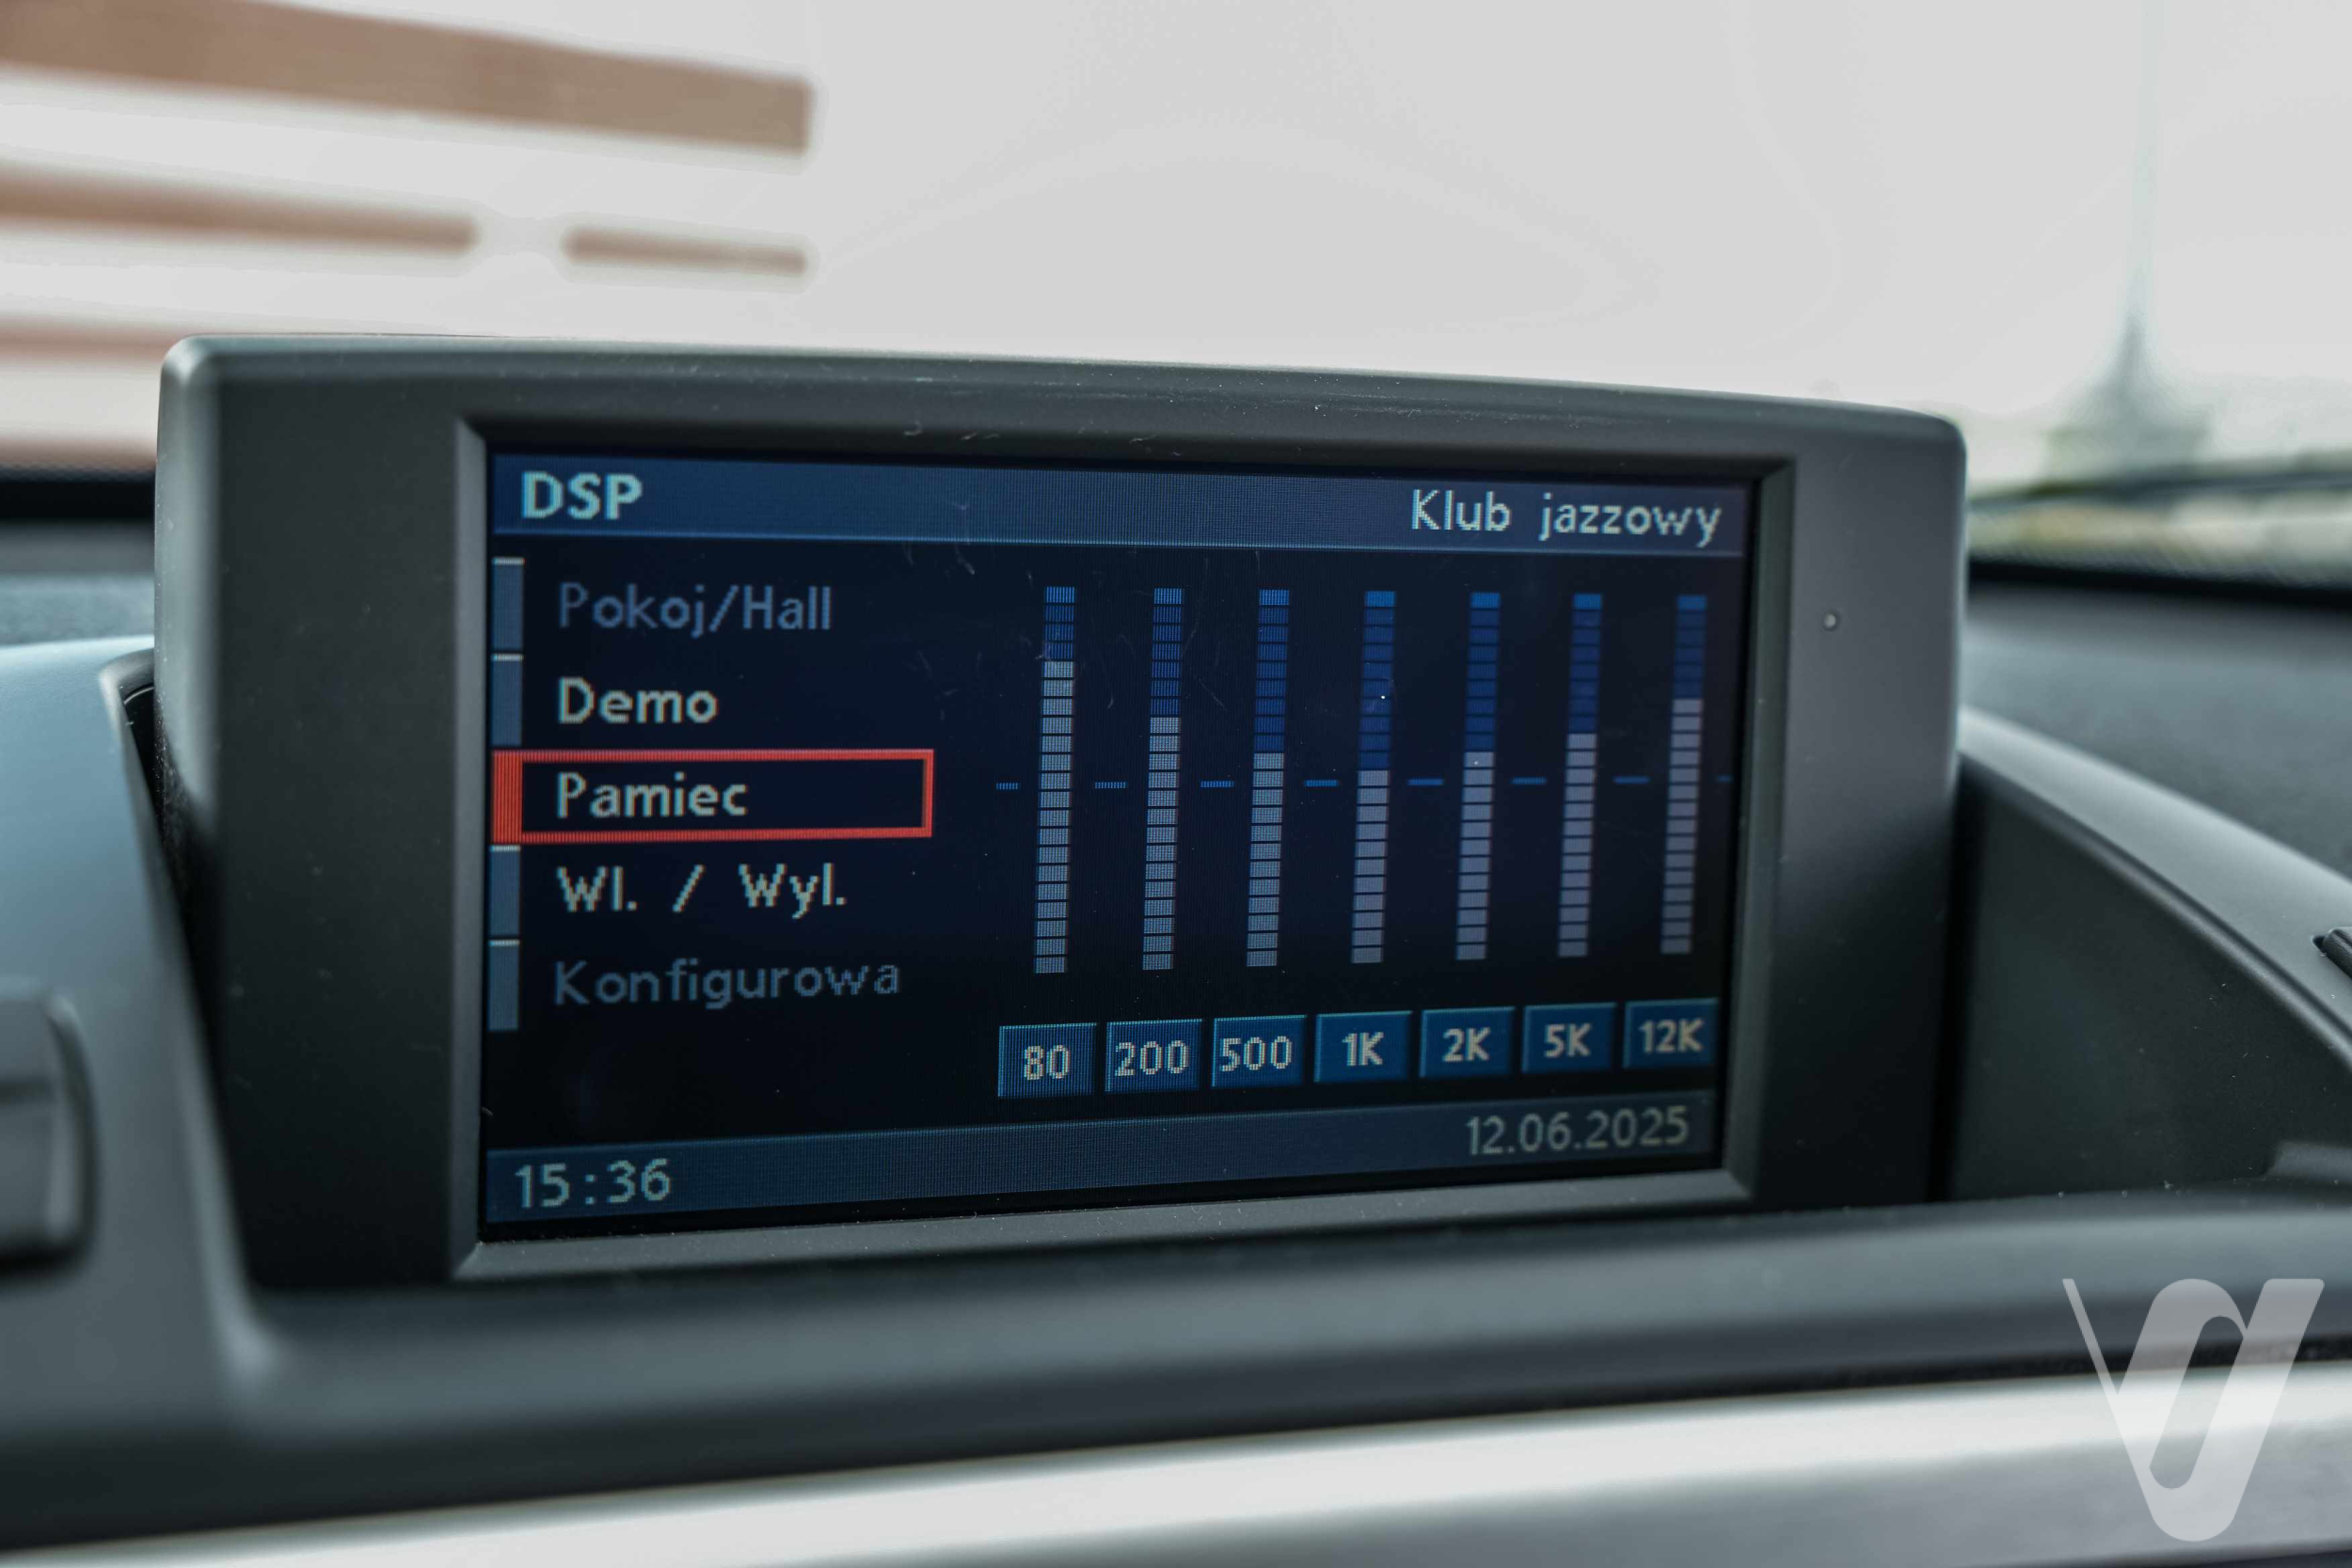 DSP
Klub jazzowy
Pokoj/Hall
Demo
Pamiec
Wl. / Wyl.
Konfigurowa
80 200 500 1K 2K 5K 12K
15:36
12.06.2025